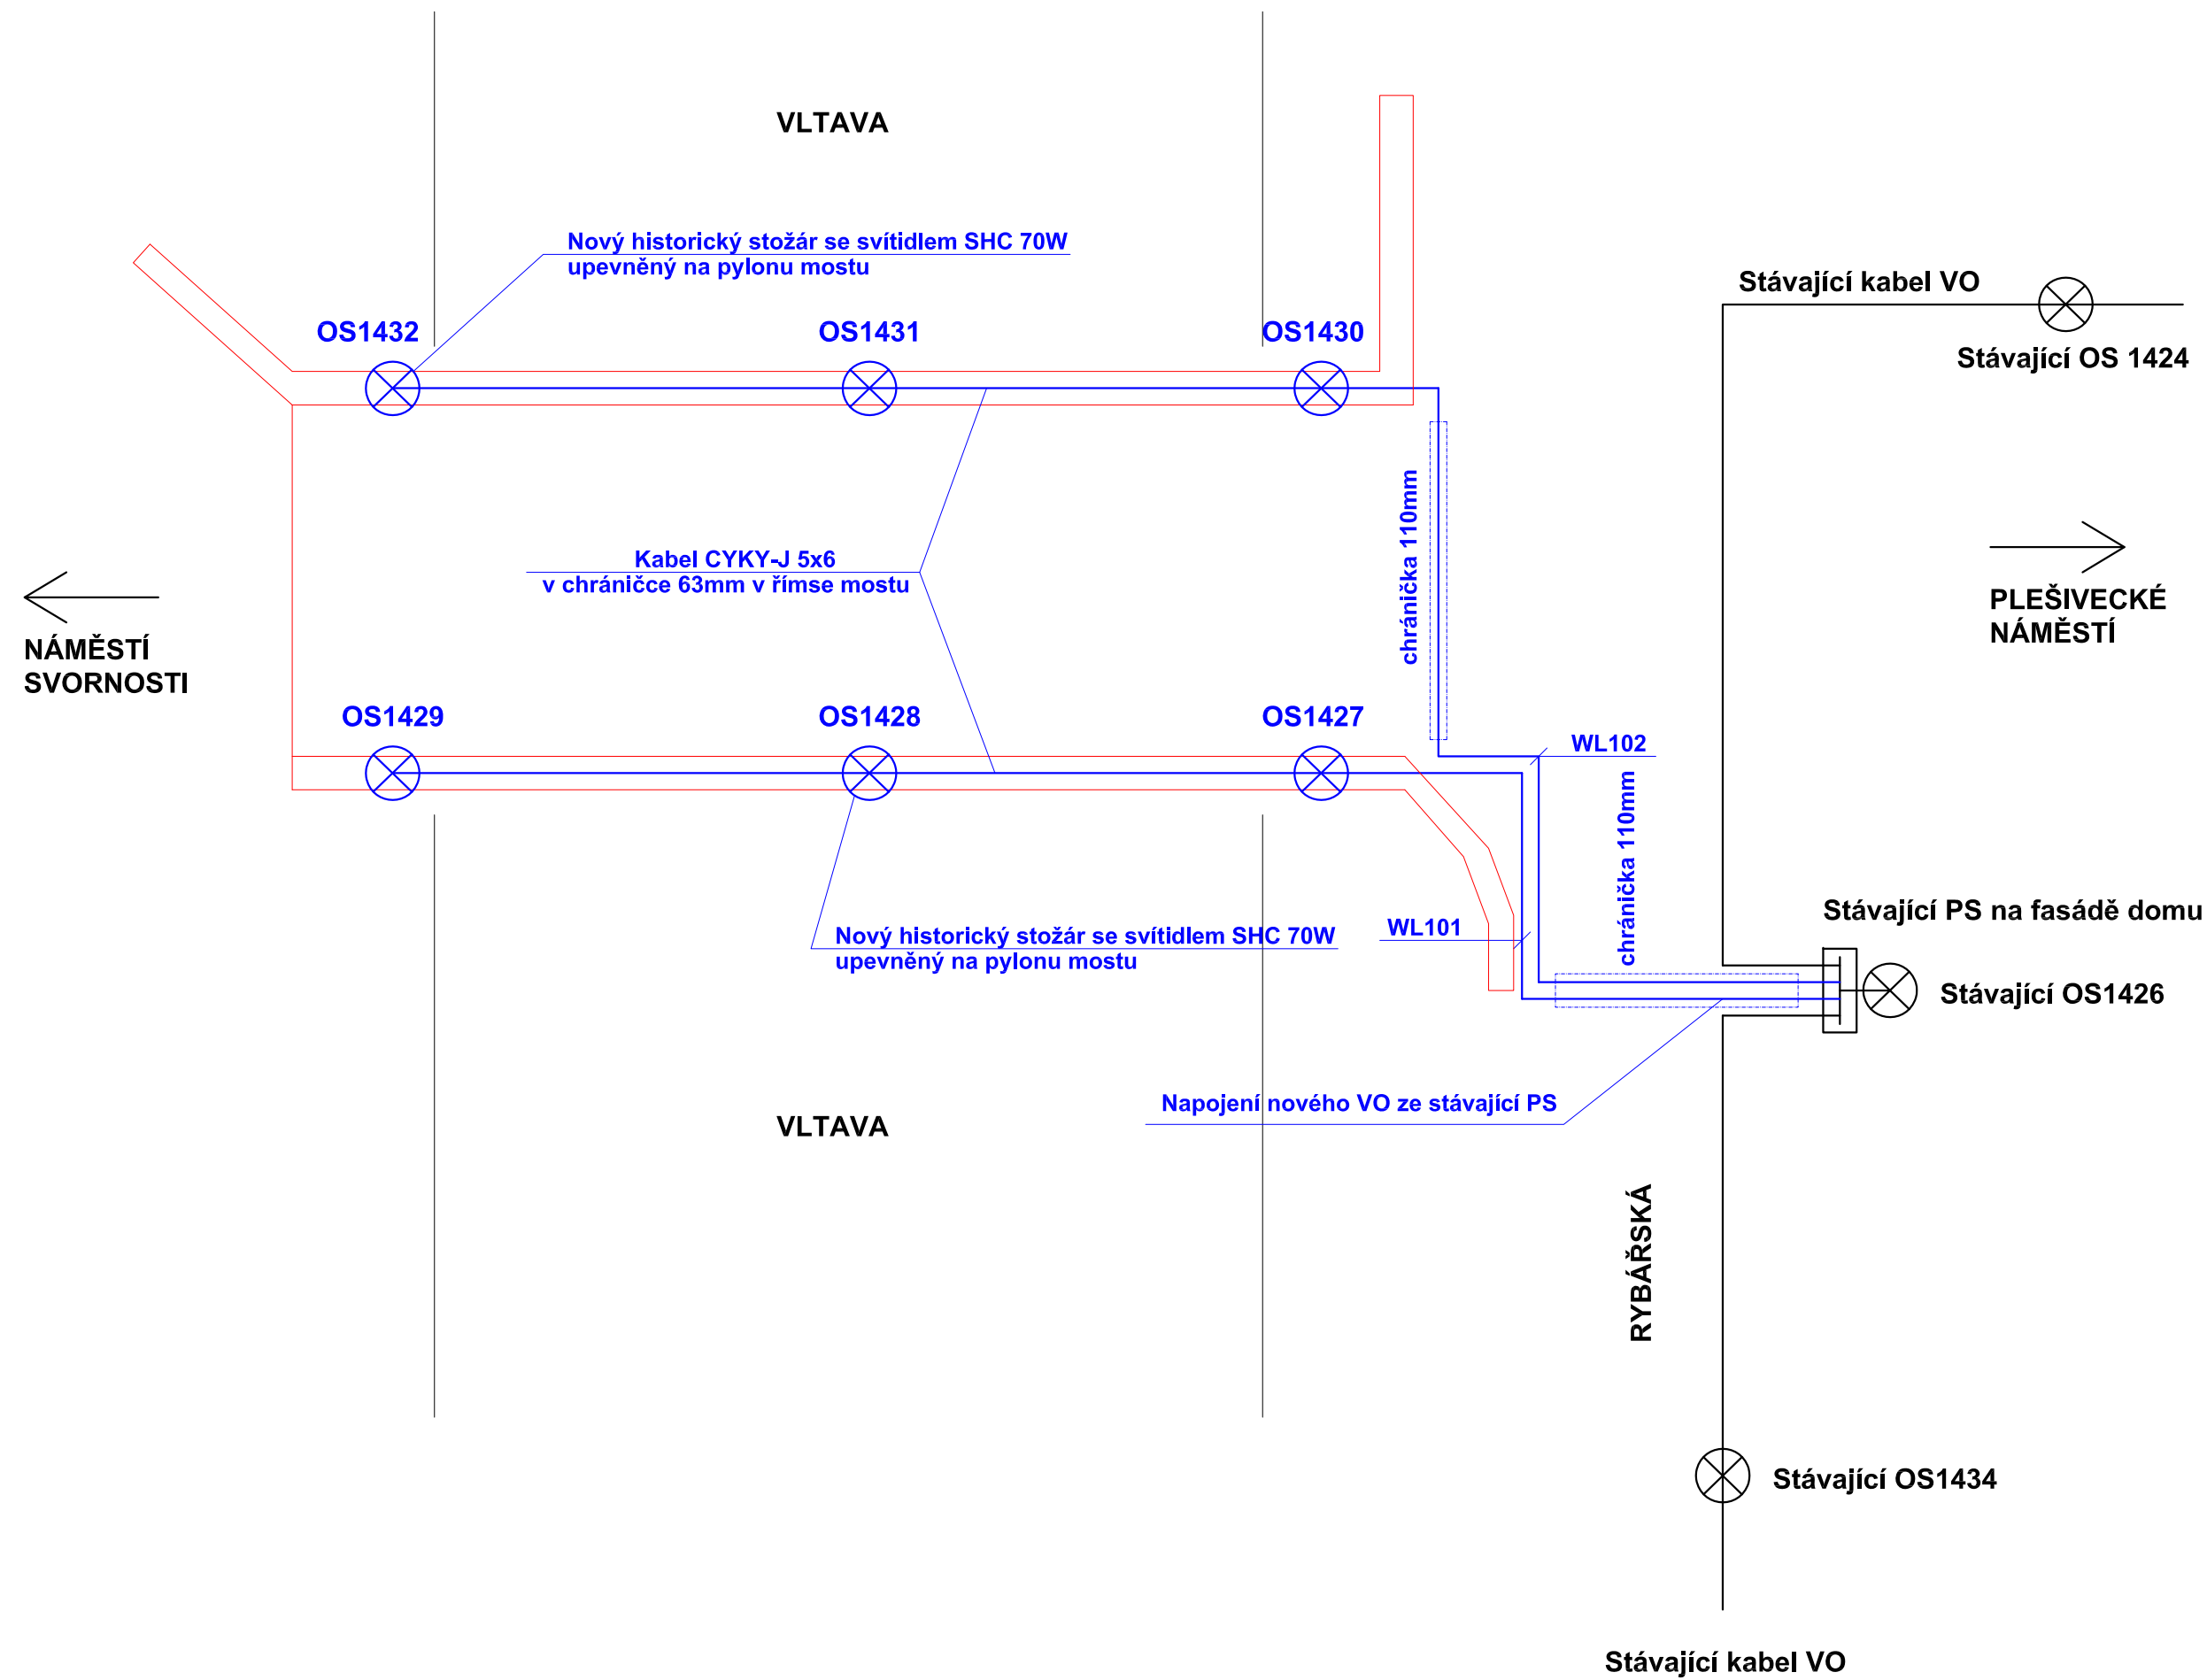 VLTAVA
Nový historický stožár se svítidlem SHC 70W
upevněný na pylonu mostu
Stávající kabel VO
OS1432
OS1431
OS1430
Stávající OS 1424
chránička 110mm
Kabel CYKY-J 5x6
v chráničce 63mm v římse mostu
PLEŠIVECKÉ
NÁMĚSTÍ
NÁMĚSTÍ
SVORNOSTI
OS1429
OS1428
OS1427
WL102
chránička 110mm
Stávající PS na fasádě domu
WL101
Nový historický stožár se svítidlem SHC 70W
upevněný na pylonu mostu
Stávající OS1426
Napojení nového VO ze stávající PS
VLTAVA
RYBÁŘSKÁ
Stávající OS1434
Stávající kabel VO